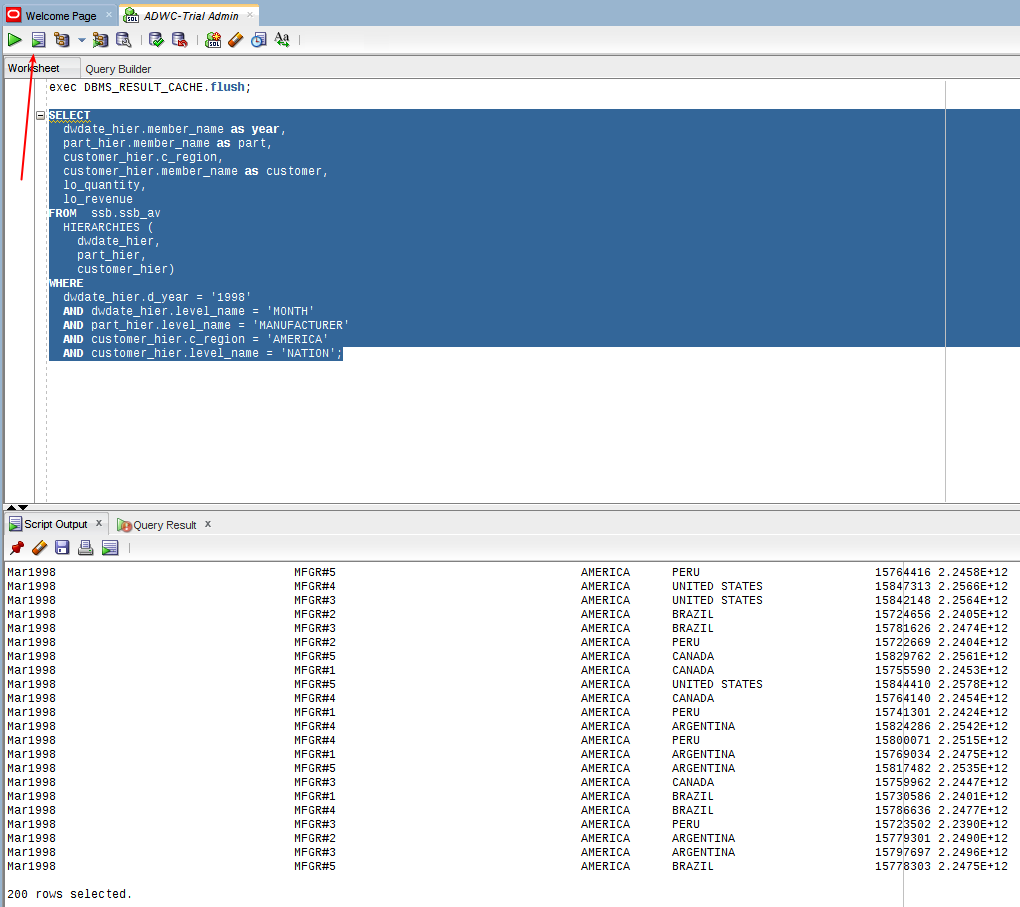 Welcome Page
ADWC-Trial Admin
Worksheet Query Builder
exec DBMS_RESULT_CACHE.flush;
SELECT
dwdate_hier.member_name as year,
part_hier.member_name as part,
customer_hier.c_region,
customer_hier.member_name as customer,
lo_quantity,
lo_revenue
FROM ssb.ssb_av
HIERARCHIES (
dwdate_hier,
part_hier,
customer_hier)
WHERE
dwdate_hier.d_year = '1998'
AND dwdate_hier.level_name = 'MONTH'
AND part_hier.level_name = 'MANUFACTURER'
AND customer_hier.c_region = 'AMERICA'
AND customer_hier.level_name = 'NATION';
Script Output x Query Result x
Mar1998 MFGR#5 AMERICA PERU 15764416 2.2458E+12
Mar1998 MFGR#4 AMERICA UNITED STATES 15847313 2.2566E+12
Mar1998 MFGR#3 AMERICA UNITED STATES 15842148 2.2564E+12
Mar1998 MFGR#2 AMERICA BRAZIL 15724656 2.2405E+12
Mar1998 MFGR#3 AMERICA BRAZIL 15781626 2.2474E+12
Mar1998 MFGR#2 AMERICA PERU 15722669 2.2404E+12
Mar1998 MFGR#5 AMERICA CANADA 15829762 2.2561E+12
Mar1998 MFGR#1 AMERICA CANADA 15755590 2.2453E+12
Mar1998 MFGR#5 AMERICA UNITED STATES 15844410 2.2578E+12
Mar1998 MFGR#4 AMERICA CANADA 15764140 2.2454E+12
Mar1998 MFGR#1 AMERICA PERU 15741301 2.2424E+12
Mar1998 MFGR#4 AMERICA ARGENTINA 15824286 2.2542E+12
Mar1998 MFGR#4 AMERICA PERU 15800071 2.2515E+12
Mar1998 MFGR#1 AMERICA ARGENTINA 15769034 2.2475E+12
Mar1998 MFGR#5 AMERICA ARGENTINA 15817482 2.2535E+12
Mar1998 MFGR#3 AMERICA CANADA 15759962 2.2447E+12
Mar1998 MFGR#1 AMERICA BRAZIL 15730586 2.2401E+12
Mar1998 MFGR#4 AMERICA BRAZIL 15786636 2.2477E+12
Mar1998 MFGR#3 AMERICA PERU 15723502 2.2390E+12
Mar1998 MFGR#2 AMERICA ARGENTINA 15779301 2.2490E+12
Mar1998 MFGR#3 AMERICA ARGENTINA 15797697 2.2496E+12
Mar1998 MFGR#5 AMERICA BRAZIL 15778303 2.2475E+12
200 rows selected.